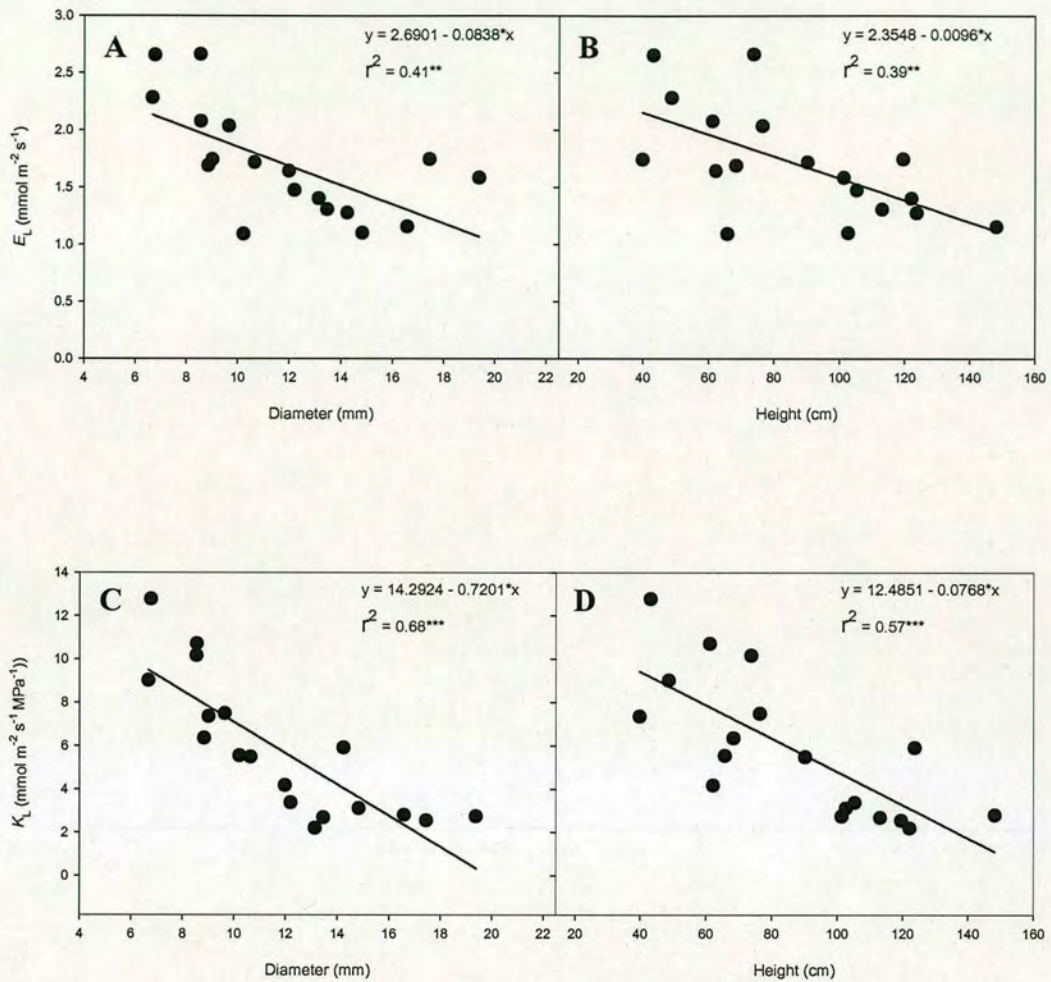 A
y = 2.6901 - 0.0838*x
r² = 0.41**
B
y = 2.3548 - 0.0096*x
r² = 0.39**
3.0
2.5
2.0
1.5
1.0
0.5
0.0
E_L (mmol m⁻² s⁻¹)
4 6 8 10 12 14 16 18 20 22
20 40 60 80 100 120 140 160
Diameter (mm)
Height (cm)
C
y = 14.2924 - 0.7201*x
r² = 0.68***
D
y = 12.4851 - 0.0768*x
r² = 0.57***
14
12
10
8
6
4
2
0
K_L (mmol m⁻² s⁻¹ MPa⁻¹))
4 6 8 10 12 14 16 18 20 22
20 40 60 80 100 120 140 160
Diameter (mm)
Height (cm)